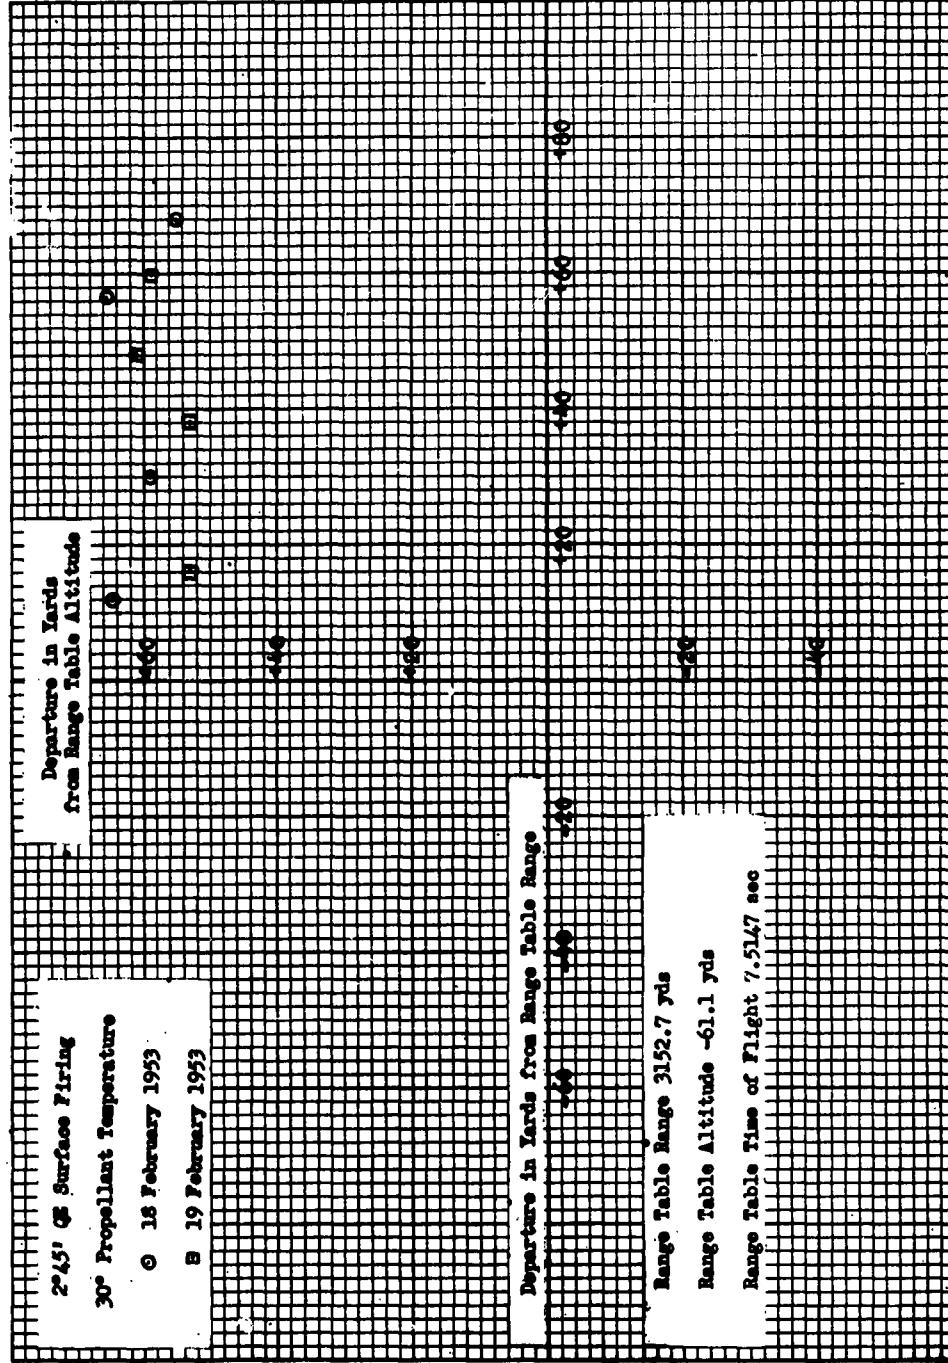 2°45' QE Surface Firing
30° Propellant Temperature
⊙ 18 February 1953
⊡ 19 February 1953
Departure in Yards
from Range Table Altitude
+60
+40
+20
-20
-40
Departure in Yards from Range Table Range
-60
-40
-20
+20
+40
+60
+80
Range Table Range 3152.7 yds
Range Table Altitude -61.1 yds
Range Table Time of Flight 7.5147 sec